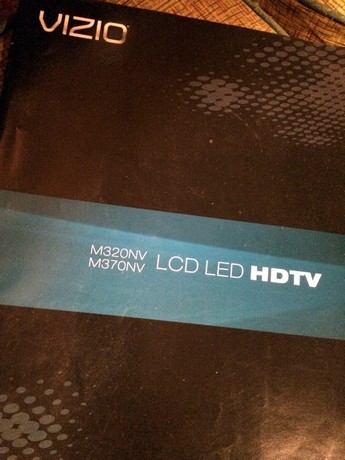 VIZIO
M320NV
M370NV
LCD LED HDTV